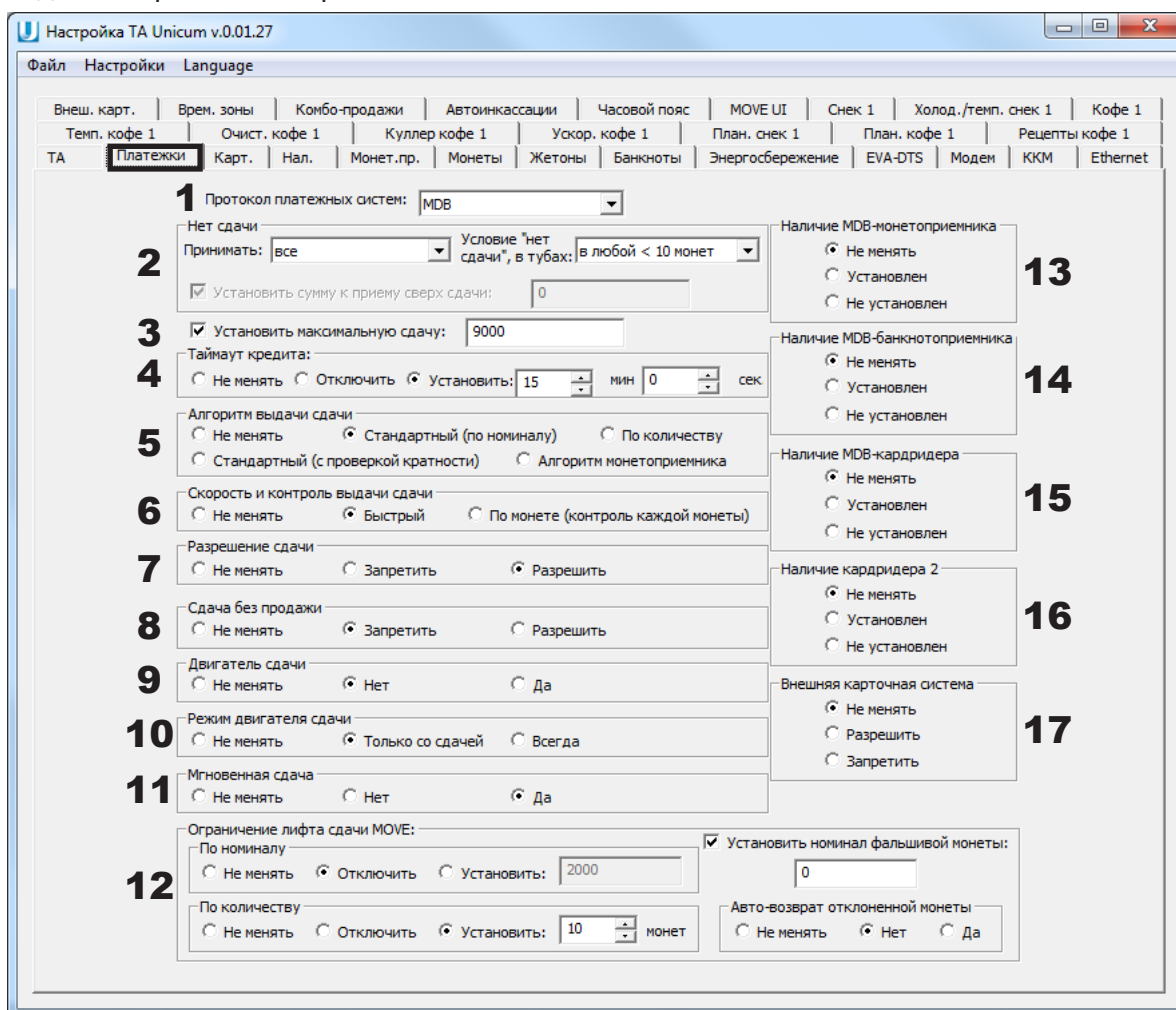 Настройка TA Unicum v.0.01.27
Файл Настройки Language
Внеш. карт. Врем. зоны Комбо-продажи Автоинкассации Часовой пояс MOVE UI Снек 1 Холод./темп. снек 1 Кофе 1
Темп. кофе 1 Очист. кофе 1 Куллер кофе 1 Ускор. кофе 1 План. снек 1 План. кофе 1 Рецепты кофе 1
ТА Платежки Карт. Нал. Монет.пр. Монеты Жетоны Банкноты Энергосбережение EVA-DTS Модем ККМ Ethernet
1 Протокол платежных систем: MDB
2
Нет сдачи
Принимать: все Условие "нет сдачи", в тубах: в любой < 10 монет
Установить сумму к приему сверх сдачи: 0
3 Установить максимальную сдачу: 9000
4
Таймаут кредита:
Не менять Отключить Установить: 15 мин 0 сек
5
Алгоритм выдачи сдачи
Не менять Стандартный (по номиналу) По количеству
Стандартный (с проверкой кратности) Алгоритм монетоприемника
6
Скорость и контроль выдачи сдачи
Не менять Быстрый По монете (контроль каждой монеты)
7
Разрешение сдачи
Не менять Запретить Разрешить
8
Сдача без продажи
Не менять Запретить Разрешить
9
Двигатель сдачи
Не менять Нет Да
10
Режим двигателя сдачи
Не менять Только со сдачей Всегда
11
Мгновенная сдача
Не менять Нет Да
12
Ограничение лифта сдачи MOVE:
По номиналу
Не менять Отключить Установить: 2000
По количеству
Не менять Отключить Установить: 10 монет
Установить номинал фальшивой монеты:
0
Авто-возврат отклоненной монеты
Не менять Нет Да
Наличие MDB-монетоприемника
Не менять
Установлен
Не установлен
13
Наличие MDB-банкнотоприемника
Не менять
Установлен
Не установлен
14
Наличие MDB-кардридера
Не менять
Установлен
Не установлен
15
Наличие кардридера 2
Не менять
Установлен
Не установлен
16
Внешняя карточная система
Не менять
Разрешить
Запретить
17